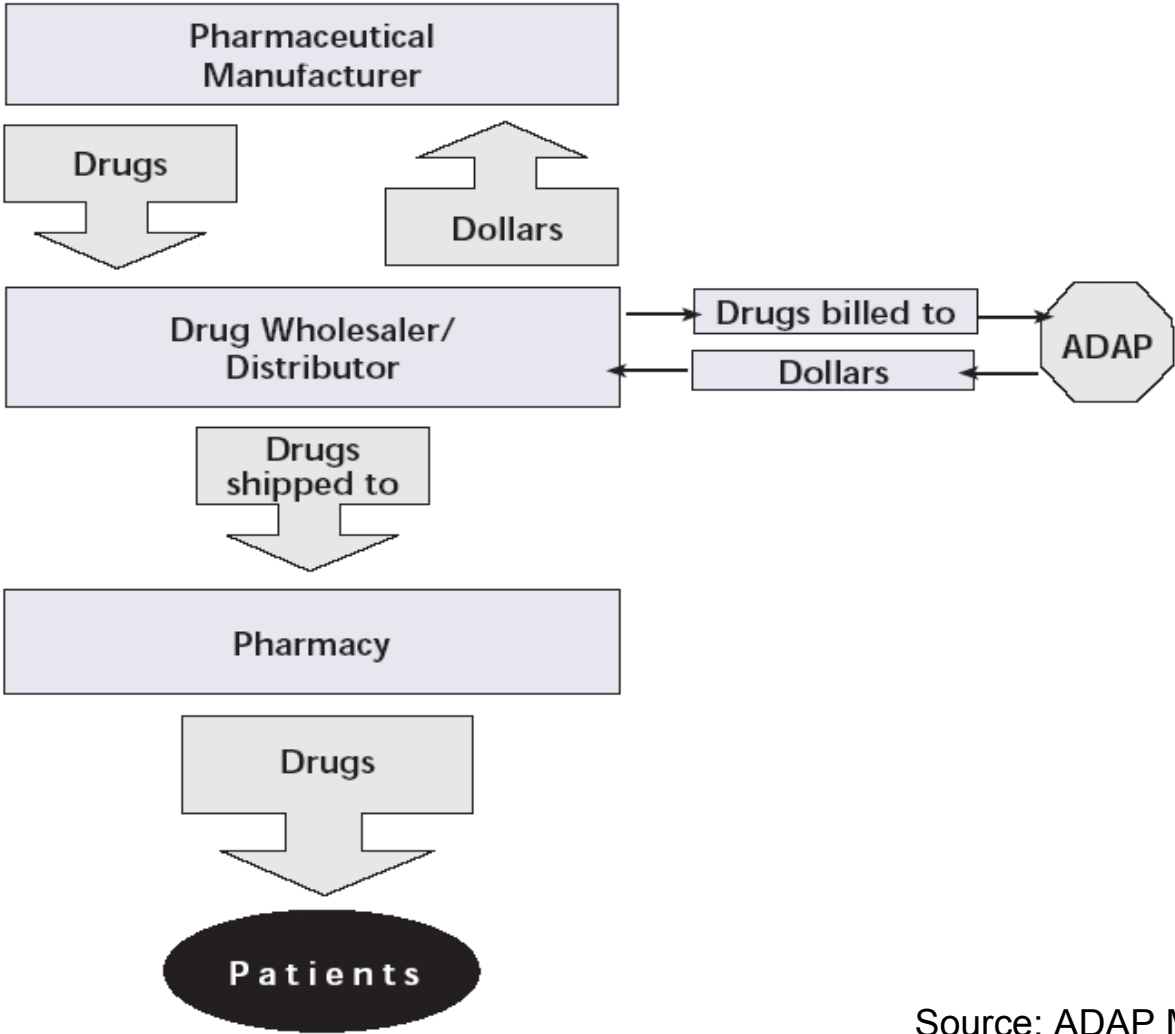 Pharmaceutical
Manufacturer
Drugs
Dollars
Drug Wholesaler/
Distributor
Drugs billed to
Dollars
ADAP
Drugs
shipped to
Pharmacy
Drugs
Patients
Source: ADAP